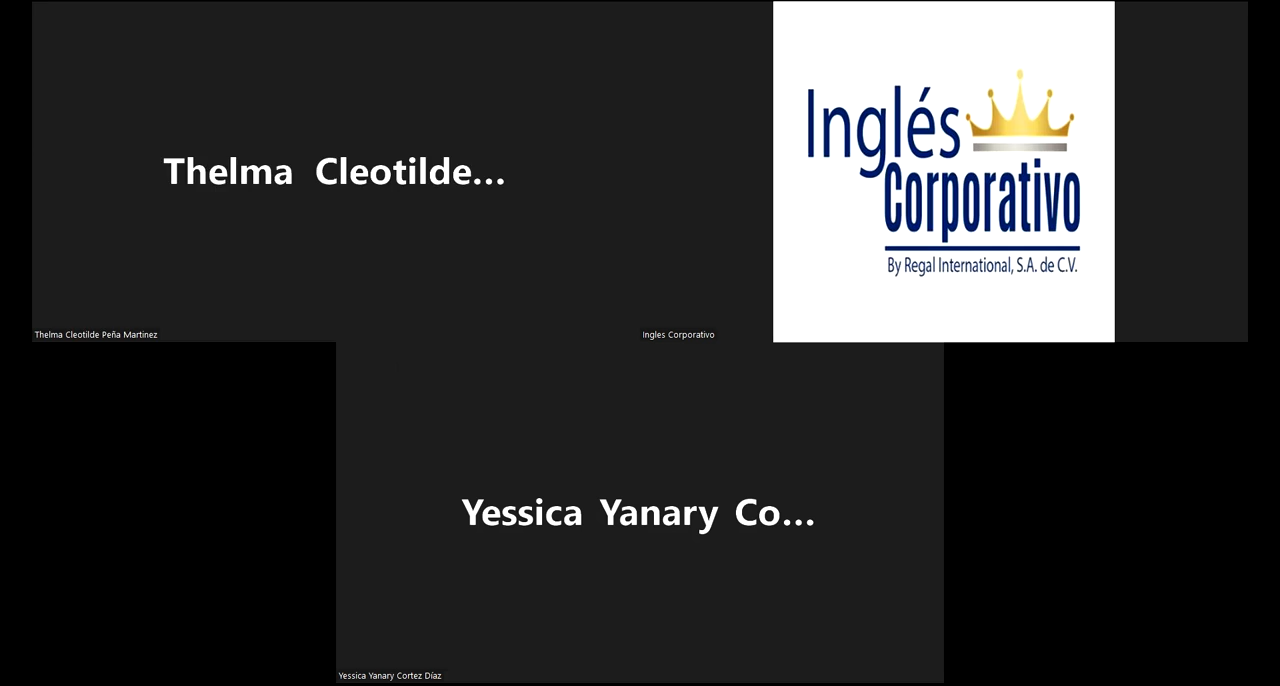 Thelma Cleotilde...
Thelma Cleotilde Peña Martinez
Inglés
Corporativo
By Regal International, S.A. de C.V.
Ingles Corporativo
Yessica Yanary Co...
Yessica Yanary Cortez Díaz